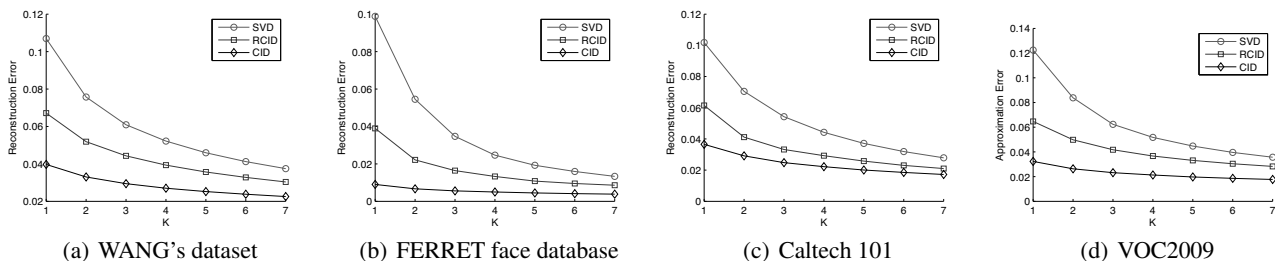 0.12
0.1
0.08
0.06
0.04
0.02
Reconstruction Error
1 2 3 4 5 6 7
K
SVD
RCID
CID
(a) WANG's dataset
0.1
0.08
0.06
0.04
0.02
0
Reconstruction Error
1 2 3 4 5 6 7
K
SVD
RCID
CID
(b) FERRET face database
0.12
0.1
0.08
0.06
0.04
0.02
0
Reconstruction Error
1 2 3 4 5 6 7
K
SVD
RCID
CID
(c) Caltech 101
0.14
0.12
0.1
0.08
0.06
0.04
0.02
0
Approximation Error
1 2 3 4 5 6 7
K
SVD
RCID
CID
(d) VOC2009